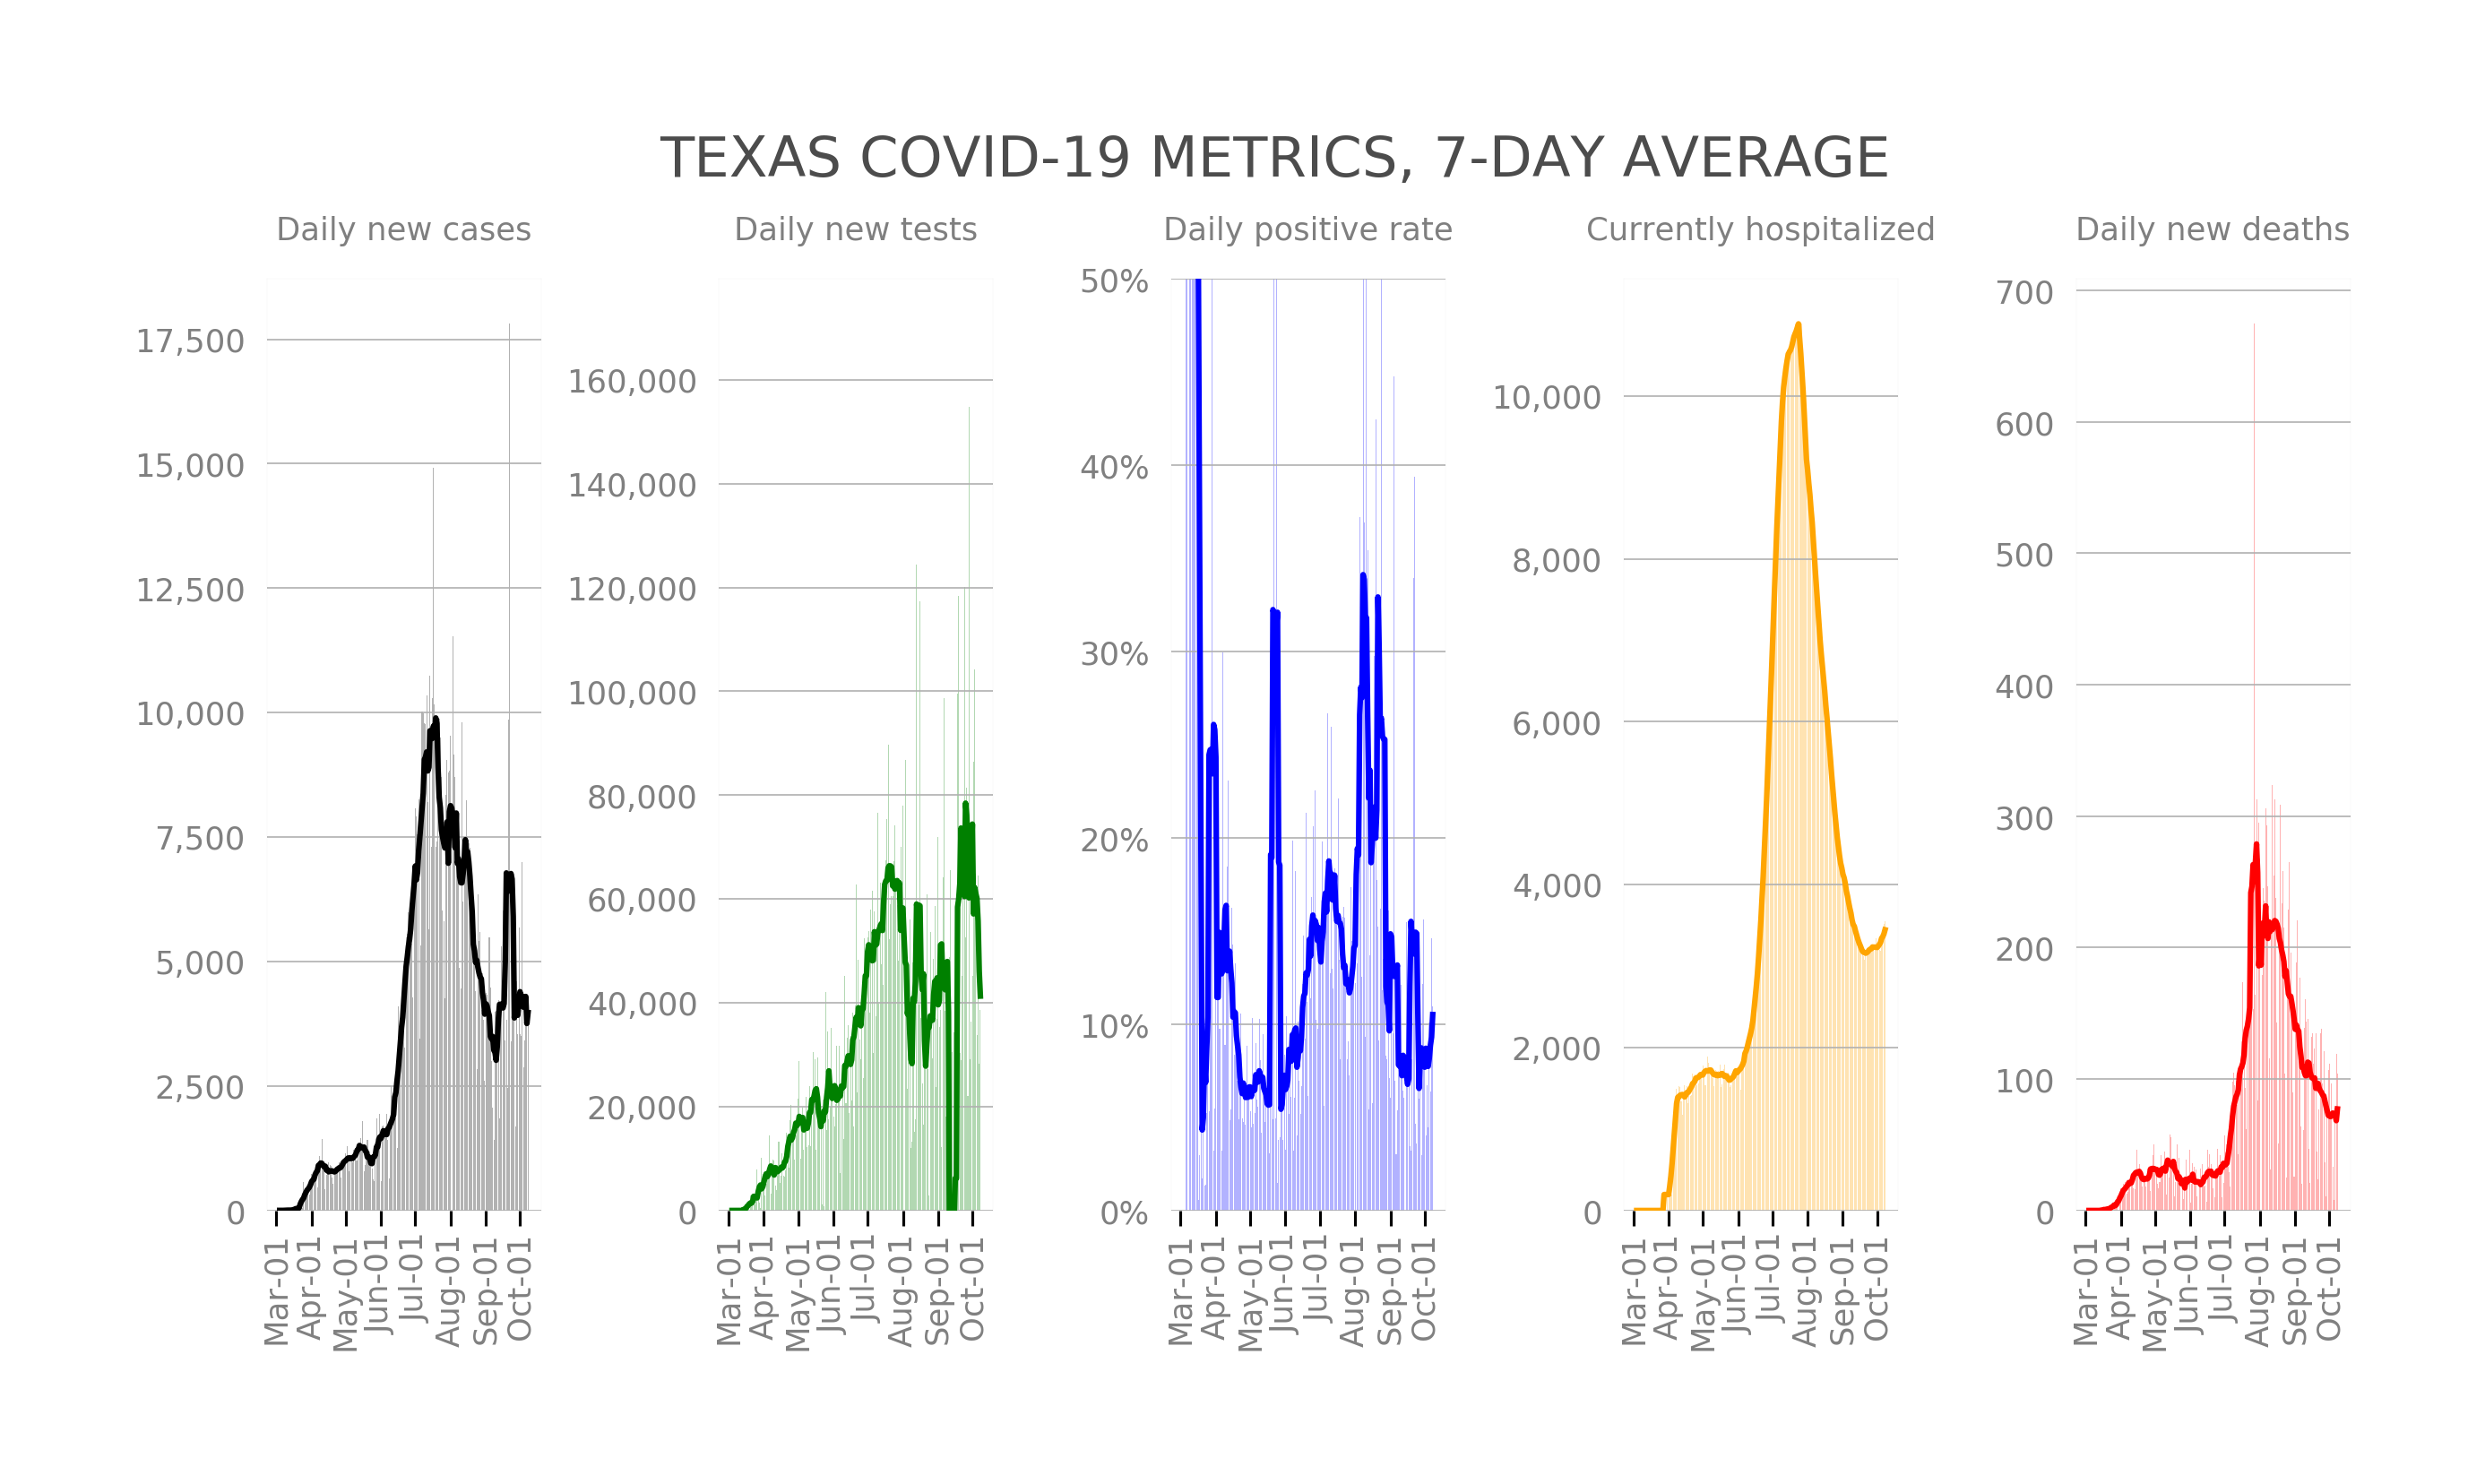 TEXAS COVID-19 METRICS, 7-DAY AVERAGE
Daily new cases
17,500
15,000
12,500
10,000
7,500
5,000
2,500
0
Mar-01
Apr-01
May-01
Jun-01
Jul-01
Aug-01
Sep-01
Oct-01
Daily new tests
160,000
140,000
120,000
100,000
80,000
60,000
40,000
20,000
0
Mar-01
Apr-01
May-01
Jun-01
Jul-01
Aug-01
Sep-01
Oct-01
Daily positive rate
50%
40%
30%
20%
10%
0%
Mar-01
Apr-01
May-01
Jun-01
Jul-01
Aug-01
Sep-01
Oct-01
Currently hospitalized
10,000
8,000
6,000
4,000
2,000
0
Mar-01
Apr-01
May-01
Jun-01
Jul-01
Aug-01
Sep-01
Oct-01
Daily new deaths
700
600
500
400
300
200
100
0
Mar-01
Apr-01
May-01
Jun-01
Jul-01
Aug-01
Sep-01
Oct-01